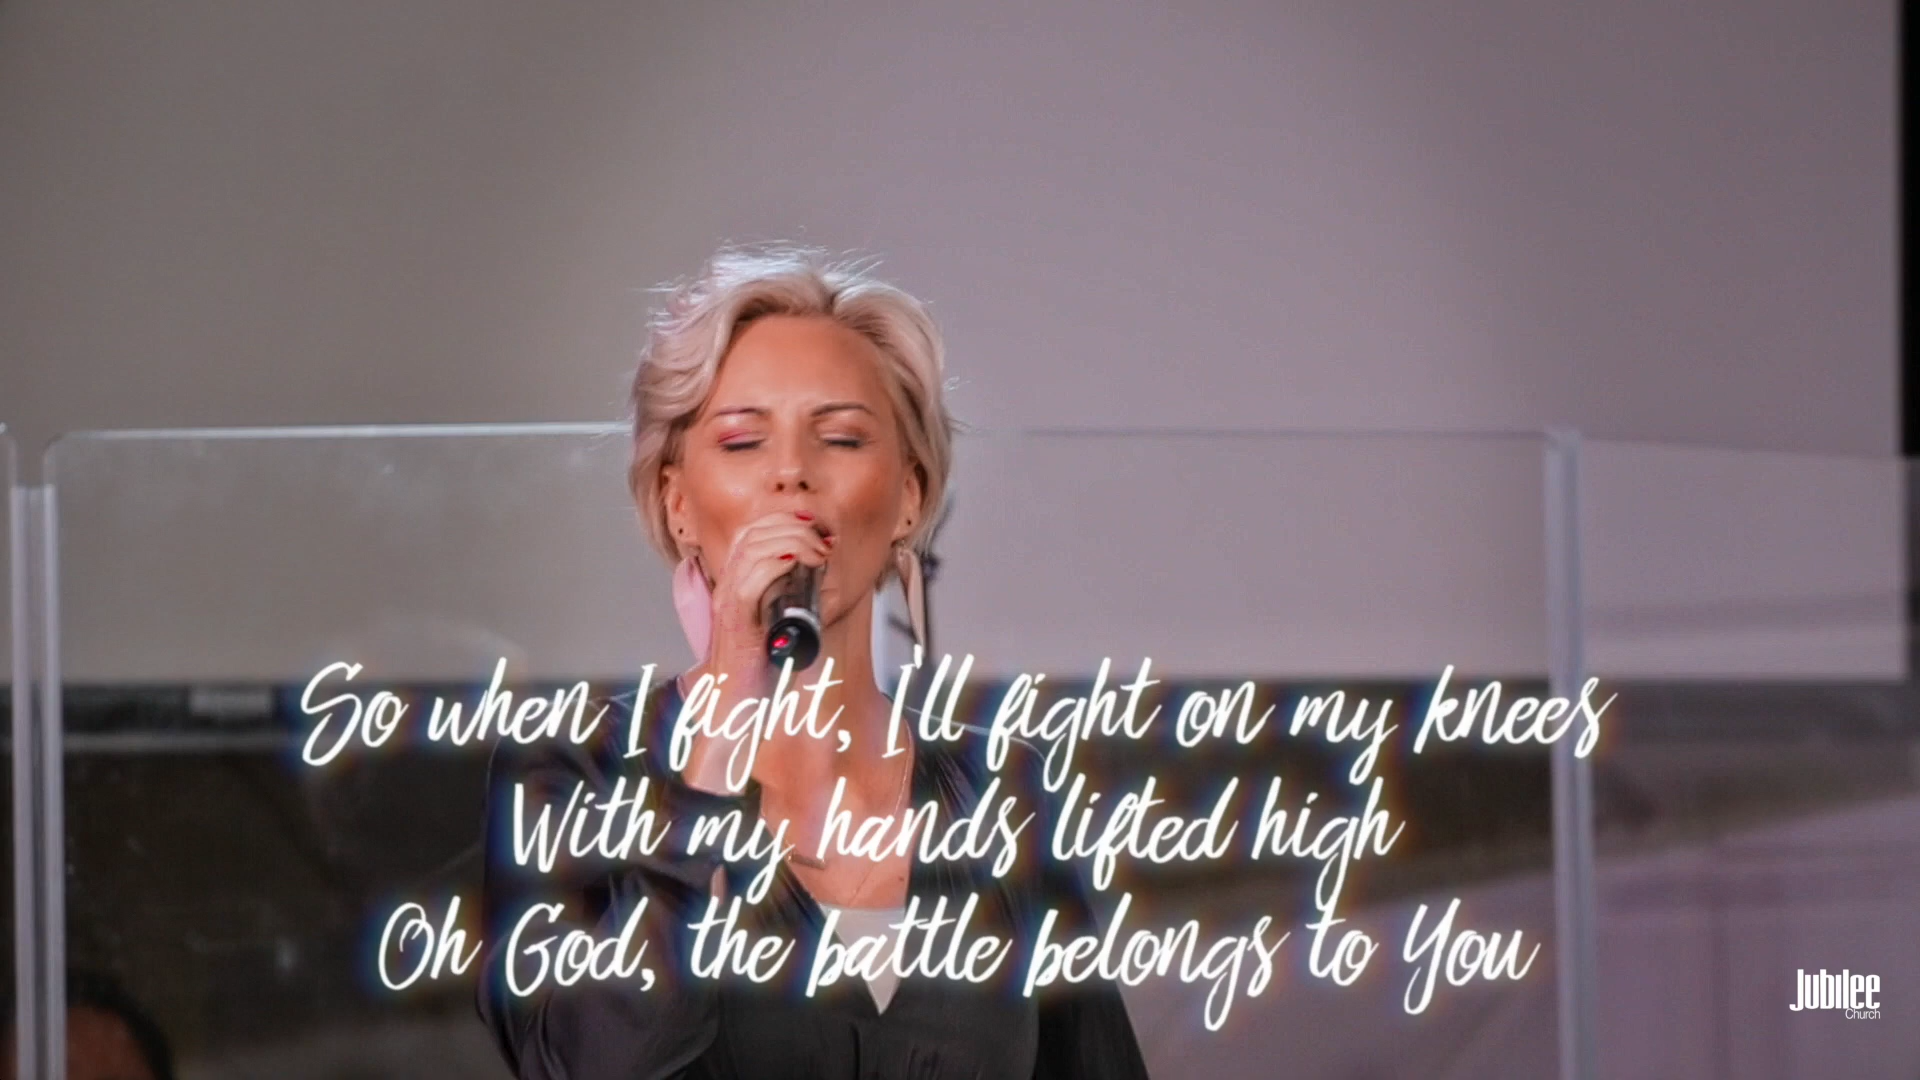 So when I fight, I'll fight on my knees
With my hands lifted high
Oh God, the battle belongs to You
Jubilee
Church